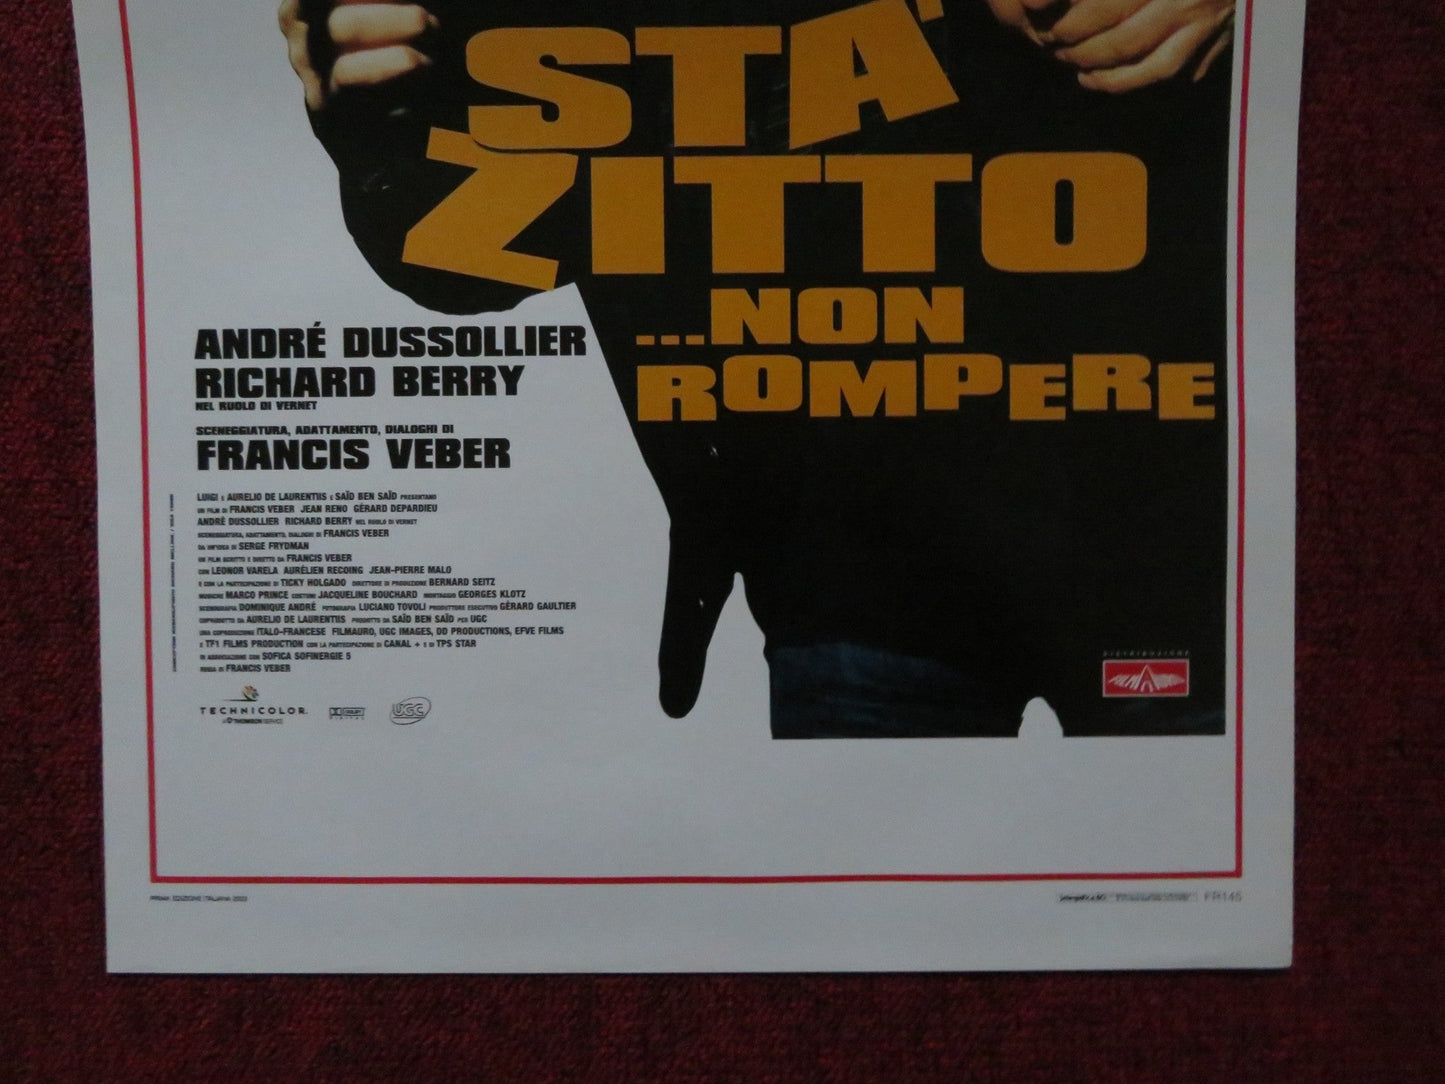 STA'
ZITTO
...NON
ROMPERE
ANDRÉ DUSSOLLIER
RICHARD BERRY
NEL RUOLO DI VERNET
SCENEGGIATURA, ADATTAMENTO, DIALOGHI DI
FRANCIS VEBER
LUIGI E AURELIO DE LAURENTIIS E SAÏD BEN SAÏD PRESENTANO
UN FILM DI FRANCIS VEBER JEAN RENO GÉRARD DEPARDIEU
ANDRÉ DUSSOLLIER RICHARD BERRY NEL RUOLO DI VERNET
SCENEGGIATURA, ADATTAMENTO, DIALOGHI DI FRANCIS VEBER
DA UN'IDEA DI SERGE FRYDMAN
UN FILM SCRITTO E DIRETTO DA FRANCIS VEBER
CON LEONOR VARELA AURÉLIEN RECOING JEAN-PIERRE MALO
E CON LA PARTECIPAZIONE DI TICKY HOLGADO DIRETTORE DI PRODUZIONE BERNARD SEITZ
MUSICHE MARCO PRINCE COSTUMI JACQUELINE BOUCHARD MONTAGGIO GEORGES KLOTZ
SCENOGRAFIA DOMINIQUE ANDRÉ FOTOGRAFIA LUCIANO TOVOLI PRODUTTORE ESECUTIVO GÉRARD GAULTIER
COPRODOTTO DA AURELIO DE LAURENTIIS PRODOTTO DA SAÏD BEN SAÏD PER UGC
UNA COPRODUZIONE ITALO-FRANCESE FILMAURO, UGC IMAGES, DD PRODUCTIONS, EFVE FILMS
E TF1 FILMS PRODUCTION CON LA PARTECIPAZIONE DI CANAL + E DI TPS STAR
IN ASSOCIAZIONE CON SOFICA SOFINERGIE 5
REGIA DI FRANCIS VEBER
TECHNICOLOR
A THOMSON SERVICE
DOLBY
DIGITAL
UGC
DISTRIBUZIONE
FILMAURO
PRIMA EDIZIONE ITALIANA 2003
FR145